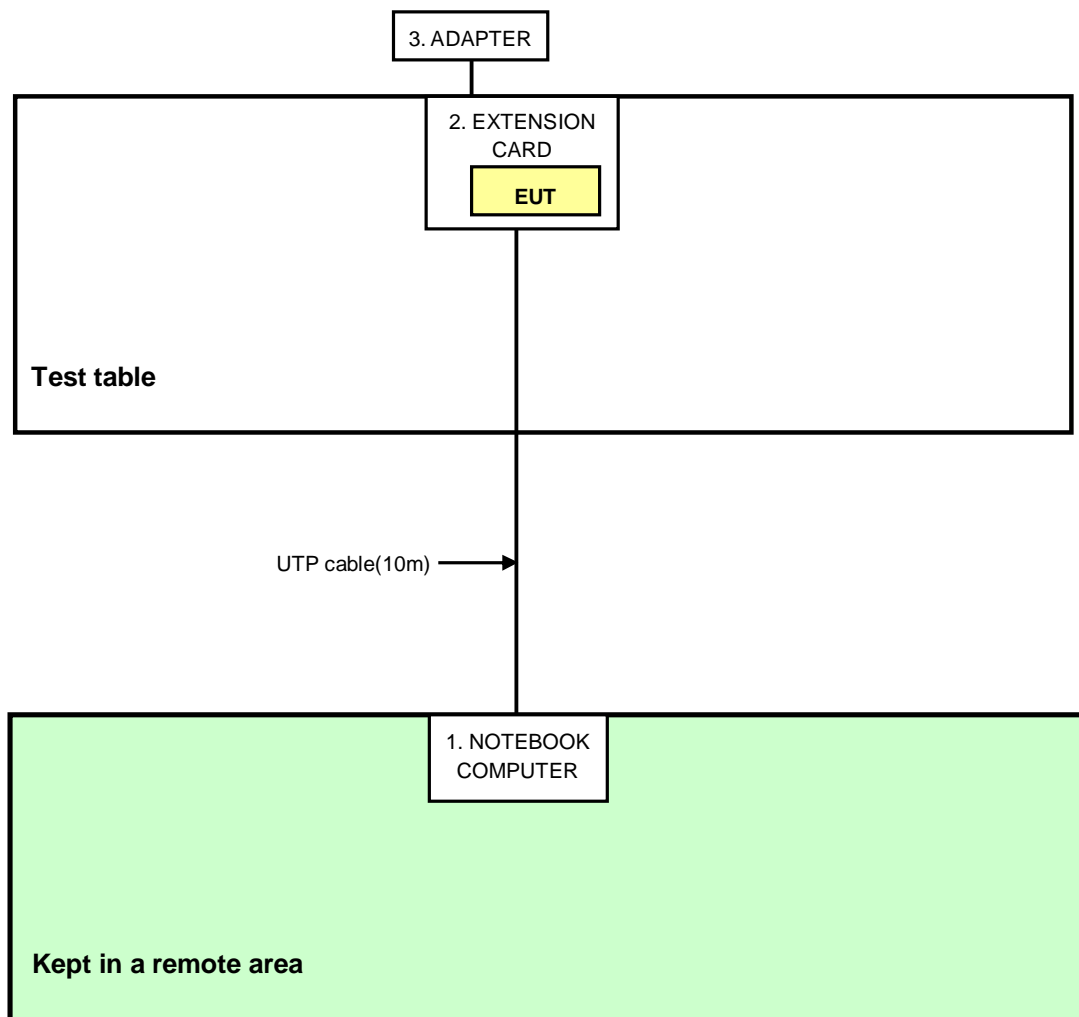 3. ADAPTER
2. EXTENSION
CARD
EUT
Test table
UTP cable(10m)
1. NOTEBOOK
COMPUTER
Kept in a remote area